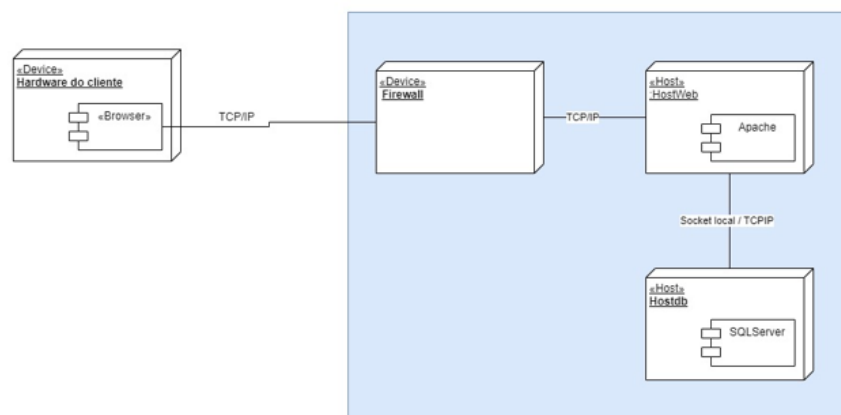 «Device»
Hardware do cliente
«Browser»
TCP/IP
«Device»
Firewall
TCP/IP
«Host»
:HostWeb
Apache
Socket local / TCPIP
«Host»
Hostdb
SQLServer